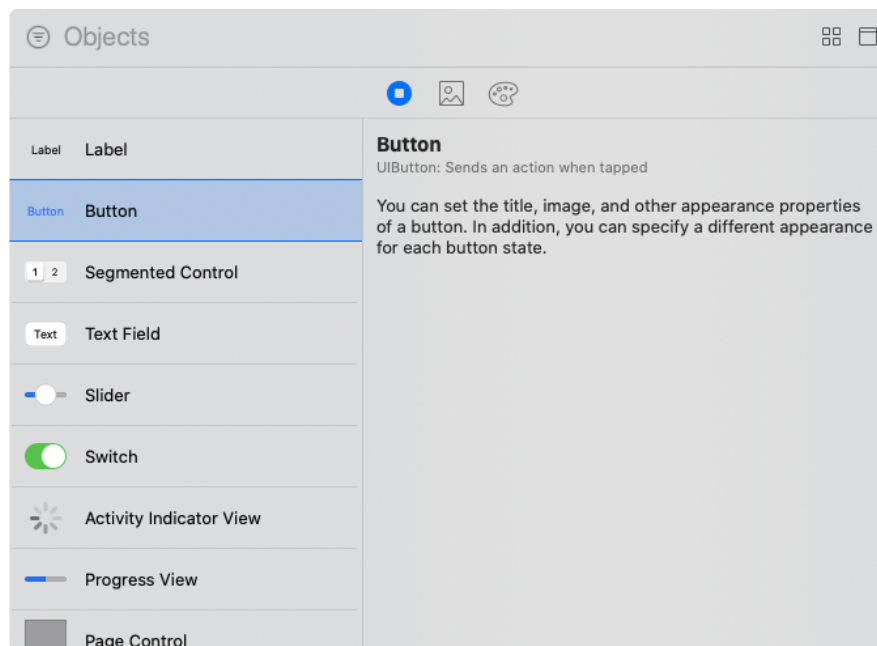 Objects
Label Label
Button Button
1 2 Segmented Control
Text Text Field
Slider
Switch
Activity Indicator View
Progress View
Page Control
Button
UIButton: Sends an action when tapped
You can set the title, image, and other appearance properties
of a button. In addition, you can specify a different appearance
for each button state.